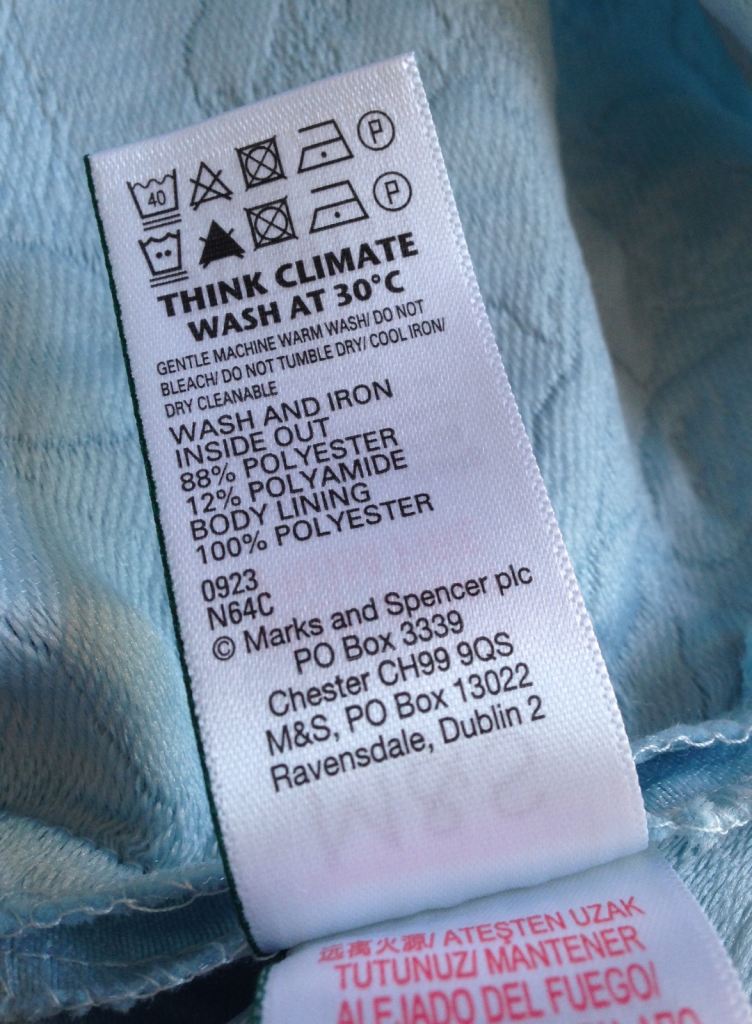 40 P
P
THINK CLIMATE
WASH AT 30°C
GENTLE MACHINE WARM WASH/ DO NOT
BLEACH/ DO NOT TUMBLE DRY/ COOL IRON/
DRY CLEANABLE
WASH AND IRON
INSIDE OUT
88% POLYESTER
12% POLYAMIDE
BODY LINING
100% POLYESTER
0923
N64C
© Marks and Spencer plc
PO Box 3339
Chester CH99 9QS
M&S, PO Box 13022
Ravensdale, Dublin 2
远离火源/ ATEŞTEN UZAK
TUTUNUZ/ MANTENER
ALEJADO DEL FUEGO/